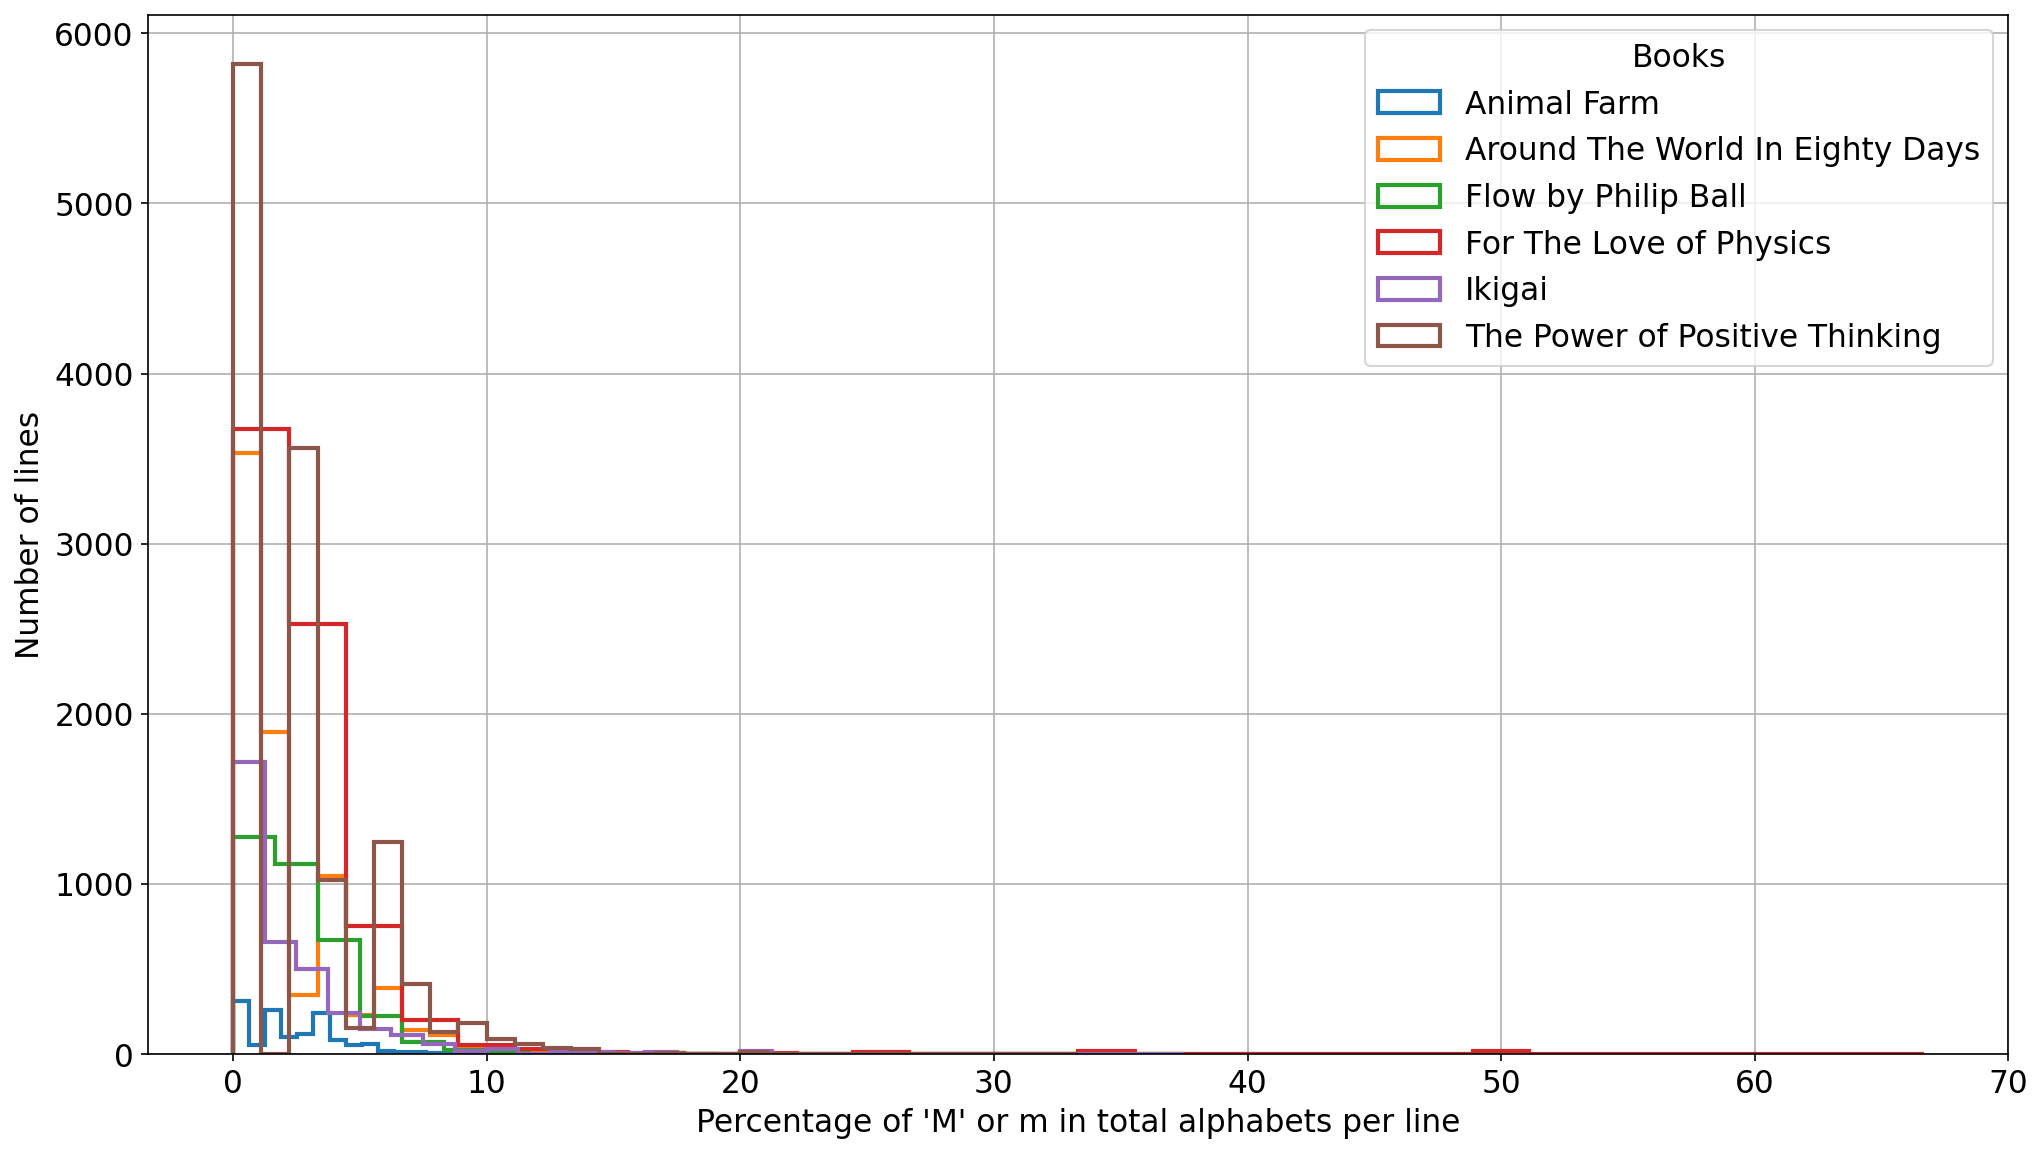 6000
5000
4000
3000
2000
1000
0
Number of lines
Books
Animal Farm
Around The World In Eighty Days
Flow by Philip Ball
For The Love of Physics
Ikigai
The Power of Positive Thinking
0 10 20 30 40 50 60 70
Percentage of 'M' or m in total alphabets per line